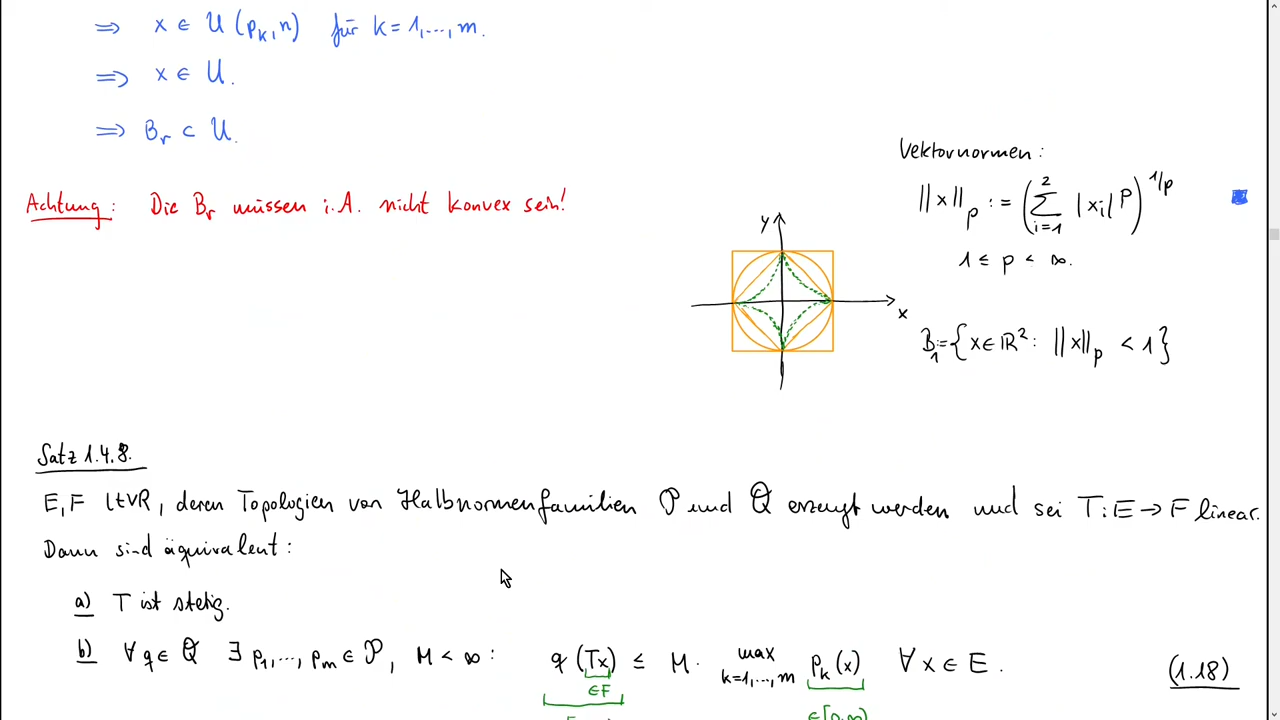 ⇒ x ∈ U(p_k, n) für k=1,...,m.
⇒ x ∈ U.
⇒ B_r ⊂ U.
Vektornormen:
||x||_p := (∑_{i=1}^{2} |x_i|^p)^{1/p}
1 ≤ p < ∞.
Achtung: Die B_r müssen i.A. nicht konvex sein!
y
x
B_1 := {x ∈ ℝ²: ||x||_p < 1}
Satz 1.4.8.
E, F ltVR, deren Topologien von Halbnormenfamilien 𝒫 und 𝒬 erzeugt werden und sei T: E → F linear.
Dann sind äquivalent:
a) T ist stetig.
b) ∀ q ∈ 𝒬 ∃ p_1,...,p_m ∈ 𝒫, M < ∞: q(Tx) ≤ M · max_{k=1,...,m} p_k(x) ∀ x ∈ E. (1.18)
∈F